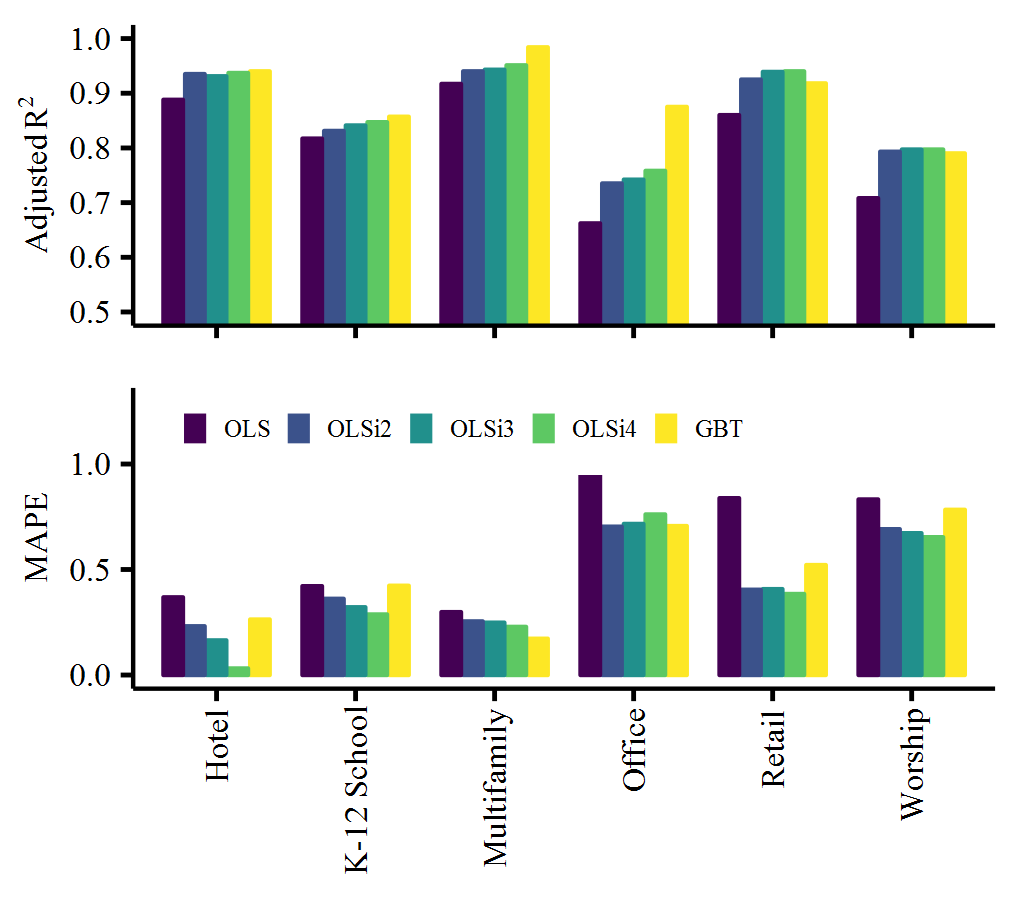 1.0
0.9
0.8
0.7
0.6
0.5
Adjusted R²
OLS OLSi2 OLSi3 OLSi4 GBT
1.0
0.5
0.0
MAPE
Hotel
K-12 School
Multifamily
Office
Retail
Worship